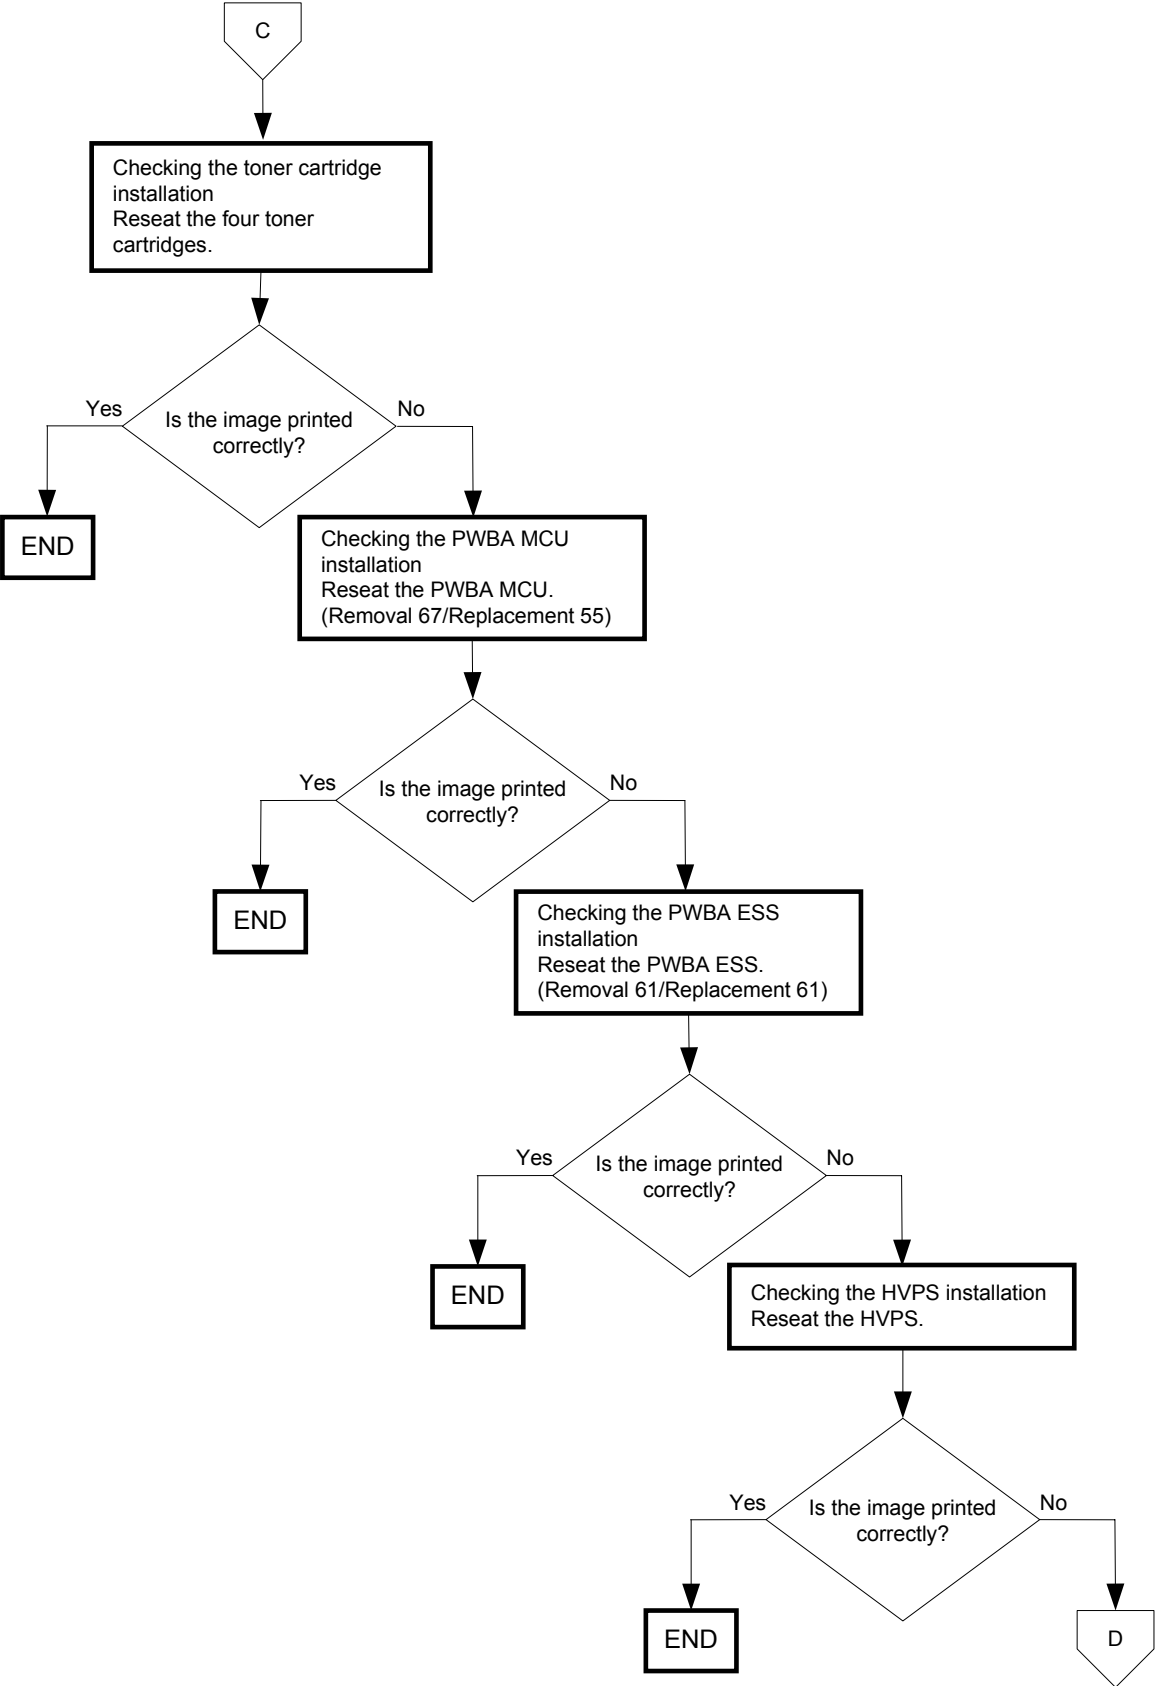 C
Checking the toner cartridge
installation
Reseat the four toner
cartridges.
Yes
Is the image printed
correctly?
No
END
Checking the PWBA MCU
installation
Reseat the PWBA MCU.
(Removal 67/Replacement 55)
Yes
Is the image printed
correctly?
No
END
Checking the PWBA ESS
installation
Reseat the PWBA ESS.
(Removal 61/Replacement 61)
Yes
Is the image printed
correctly?
No
END
Checking the HVPS installation
Reseat the HVPS.
Yes
Is the image printed
correctly?
No
END
D